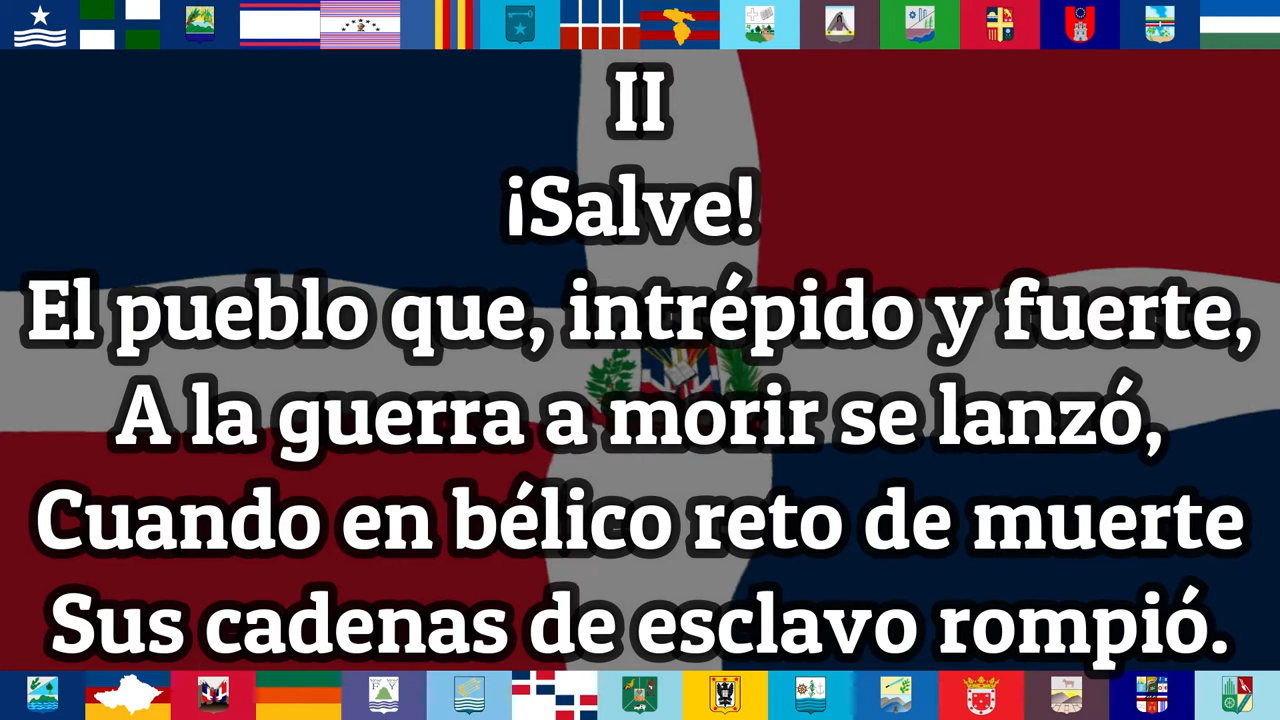 II
¡Salve!
El pueblo que, intrépido y fuerte,
A la guerra a morir se lanzó,
Cuando en bélico reto de muerte
Sus cadenas de esclavo rompió.